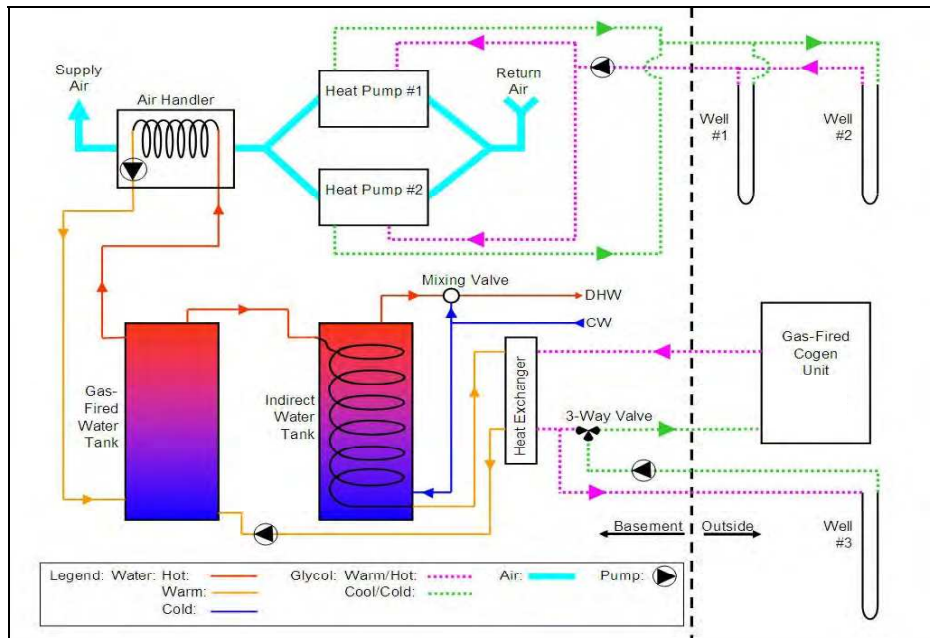 Supply
Air
Air Handler
Heat Pump #1
Return
Air
Heat Pump #2
Well
#1
Well
#2
Mixing Valve
DHW
CW
Gas-
Fired
Water
Tank
Indirect
Water
Tank
Heat Exchanger
3-Way Valve
Gas-Fired
Cogen
Unit
Basement
Outside
Well
#3
Legend: Water: Hot: Glycol: Warm/Hot: Air: Pump:
Warm: Cool/Cold:
Cold: